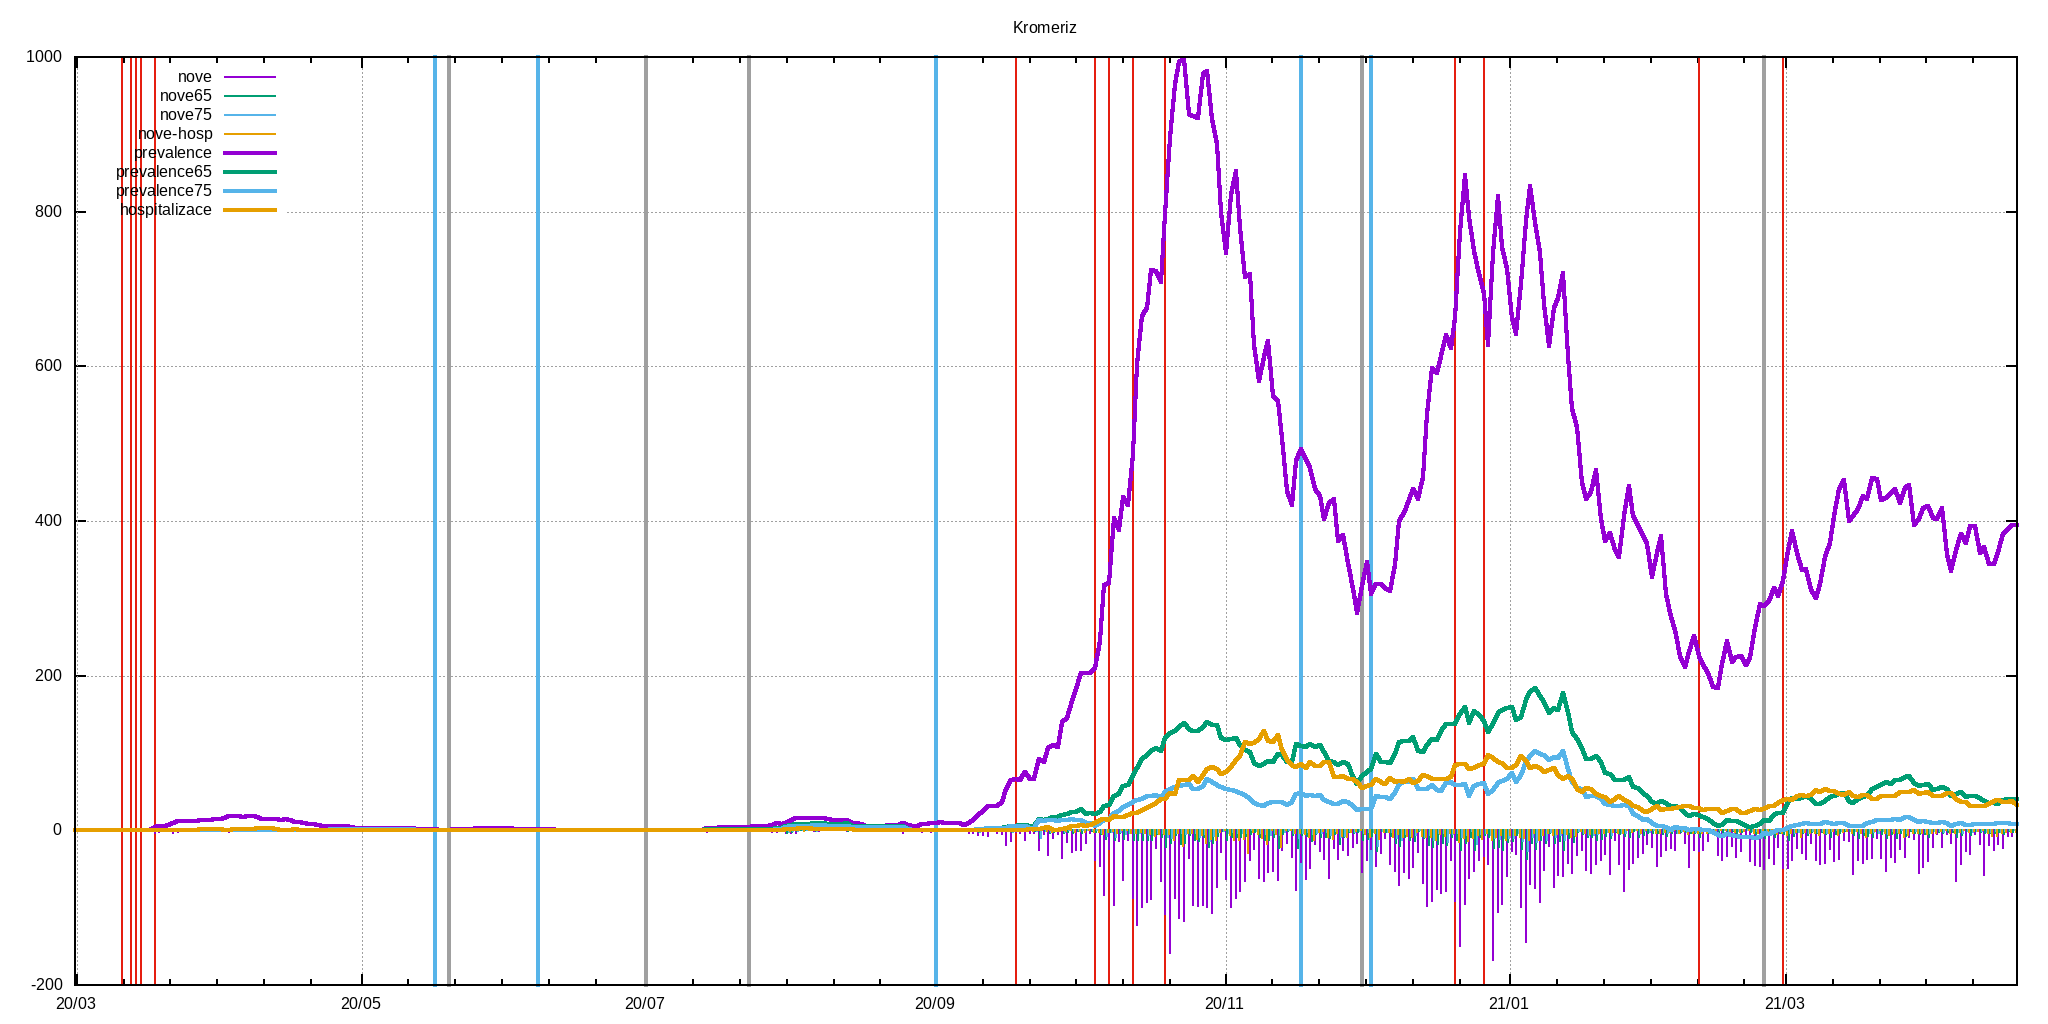 Kromeriz
1000
800
600
400
200
0
-200
nove
nove65
nove75
nove-hosp
prevalence
prevalence65
prevalence75
hospitalizace
20/03
20/05
20/07
20/09
20/11
21/01
21/03